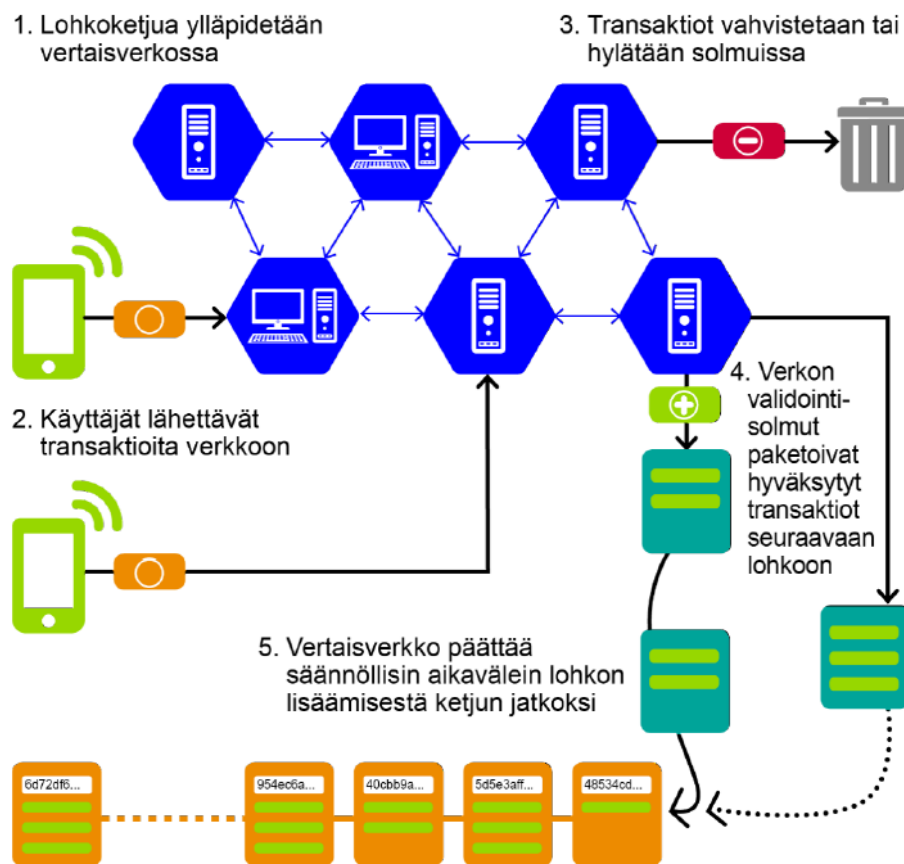 1. Lohkoketjua ylläpidetään
vertaisverkossa
3. Transaktiot vahvistetaan tai
hylätään solmuissa
2. Käyttäjät lähettävät
transaktioita verkkoon
4. Verkon
validointi-
solmut
paketoivat
hyväksytyt
transaktiot
seuraavaan
lohkoon
5. Vertaisverkko päättää
säännöllisin aikavälein lohkon
lisäämisestä ketjun jatkoksi
6d72df6...
954ec6a...
40cbb9a...
5d5e3aff...
48534cd...